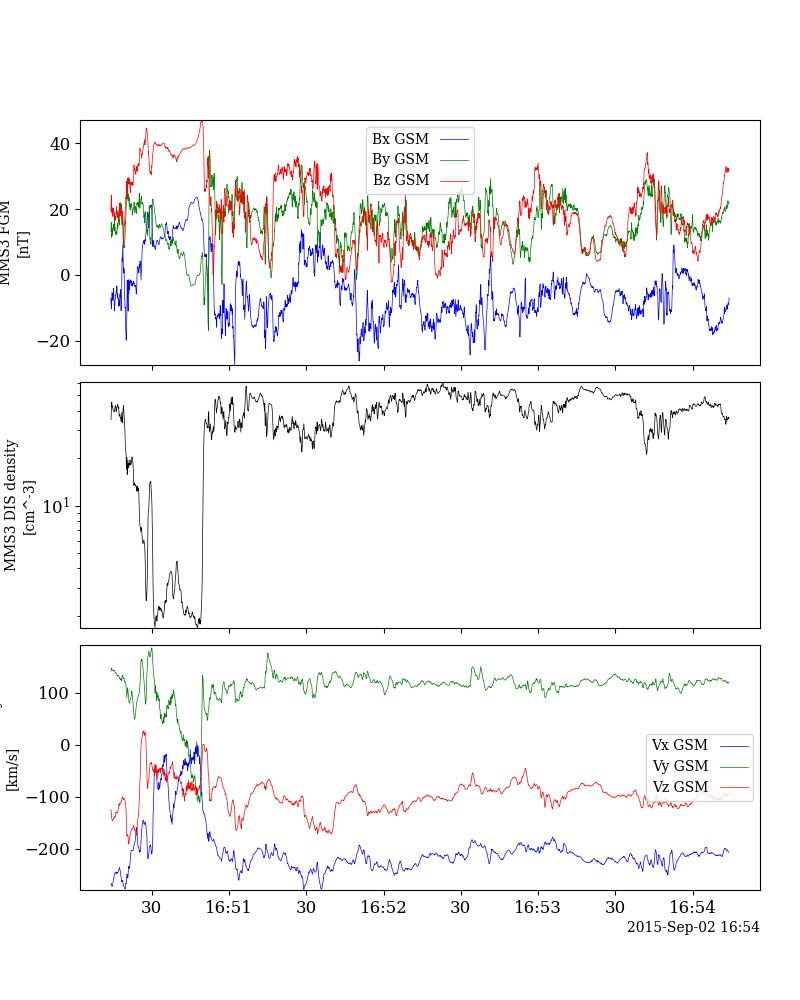 MMS3 FGM
[nT]
40
20
0
−20
Bx GSM
By GSM
Bz GSM
MMS3 DIS density
[cm^-3]
10^1
[km/s]
100
0
−100
−200
Vx GSM
Vy GSM
Vz GSM
30 16:51 30 16:52 30 16:53 30 16:54
2015-Sep-02 16:54